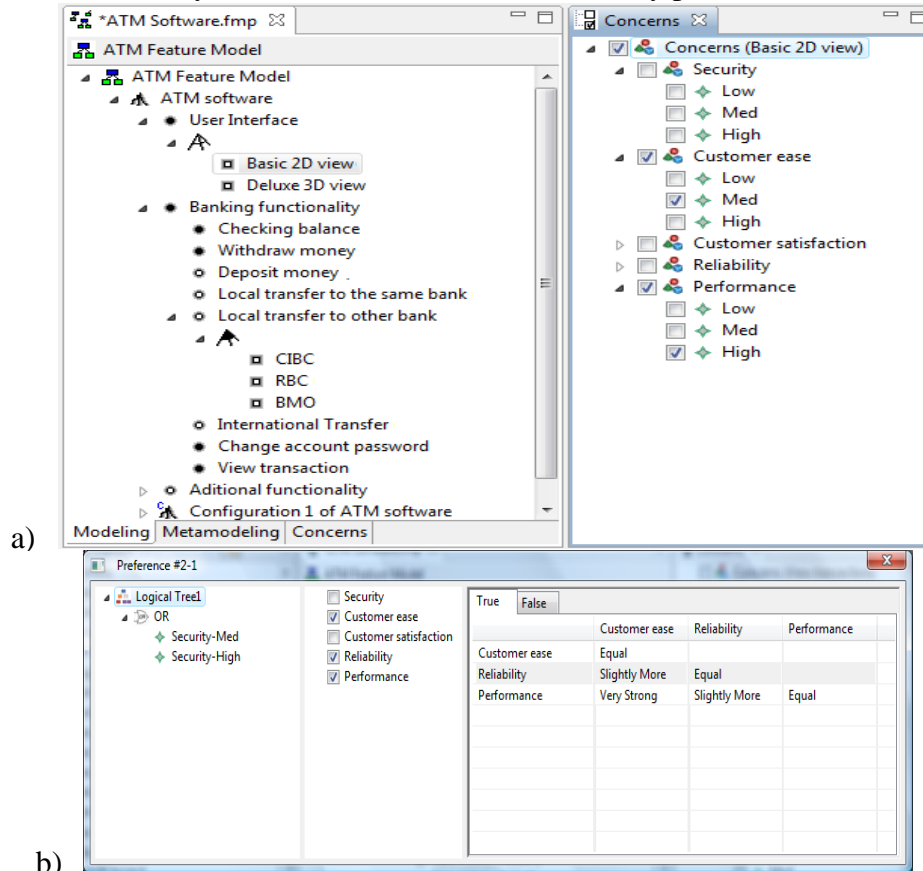 *ATM Software.fmp
ATM Feature Model
ATM Feature Model
ATM software
User Interface
Basic 2D view
Deluxe 3D view
Banking functionality
Checking balance
Withdraw money
Deposit money
Local transfer to the same bank
Local transfer to other bank
CIBC
RBC
BMO
International Transfer
Change account password
View transaction
Aditional functionality
Configuration 1 of ATM software
Modeling Metamodeling Concerns
Concerns
Concerns (Basic 2D view)
Security
Low
Med
High
Customer ease
Low
Med
High
Customer satisfaction
Reliability
Performance
Low
Med
High
a)
Preference #2-1
Logical Tree1
OR
Security-Med
Security-High
Security
Customer ease
Customer satisfaction
Reliability
Performance
True False
Customer ease Reliability Performance
Customer ease Equal
Reliability Slightly More Equal
Performance Very Strong Slightly More Equal
b)